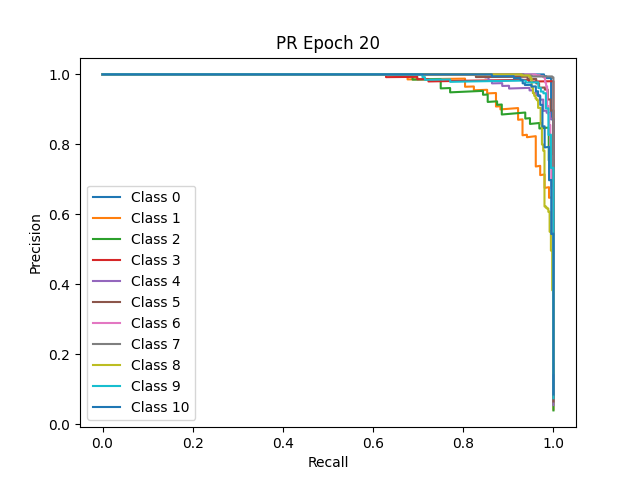 PR Epoch 20
Precision
1.0
0.8
0.6
0.4
0.2
0.0
Class 0
Class 1
Class 2
Class 3
Class 4
Class 5
Class 6
Class 7
Class 8
Class 9
Class 10
0.0 0.2 0.4 0.6 0.8 1.0
Recall